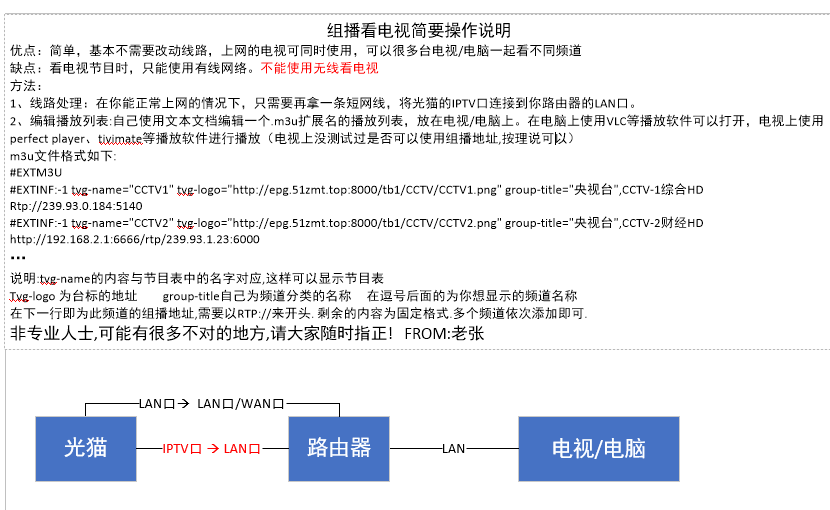 组播看电视简要操作说明
优点：简单，基本不需要改动线路，上网的电视可同时使用，可以很多台电视/电脑一起看不同频道
缺点：看电视节目时，只能使用有线网络。不能使用无线看电视
方法：
1、线路处理：在你能正常上网的情况下，只需要再拿一条短网线，将光猫的IPTV口连接到你路由器的LAN口。
2、编辑播放列表:自己使用文本文档编辑一个.m3u扩展名的播放列表，放在电视/电脑上。在电脑上使用VLC等播放软件可以打开，电视上使用
perfect player、tivimate等播放软件进行播放（电视上没测试过是否可以使用组播地址,按理说可以）
m3u文件格式如下:
#EXTM3U
#EXTINF:-1 tvg-name="CCTV1" tvg-logo="http://epg.51zmt.top:8000/tb1/CCTV/CCTV1.png" group-title="央视台",CCTV-1综合HD
Rtp://239.93.0.184:5140
#EXTINF:-1 tvg-name="CCTV2" tvg-logo="http://epg.51zmt.top:8000/tb1/CCTV/CCTV2.png" group-title="央视台",CCTV-2财经HD
http://192.168.2.1:6666/rtp/239.93.1.23:6000
...
说明:tvg-name的内容与节目表中的名字对应,这样可以显示节目表
Tvg-logo 为台标的地址 group-title自己为频道分类的名称 在逗号后面的为你想显示的频道名称
在下一行即为此频道的组播地址,需要以RTP://来开头. 剩余的内容为固定格式.多个频道依次添加即可.
非专业人士,可能有很多不对的地方,请大家随时指正! FROM:老张
LAN口→ LAN口/WAN口
光猫
IPTV口→LAN口
路由器
LAN
电视/电脑